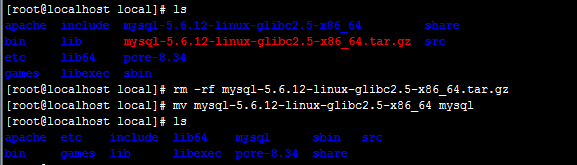 [root@localhost local]# ls
apache include mysql-5.6.12-linux-glibc2.5-x86_64 share
bin lib mysql-5.6.12-linux-glibc2.5-x86_64.tar.gz src
etc lib64 pcre-8.34
games libexec sbin
[root@localhost local]# rm -rf mysql-5.6.12-linux-glibc2.5-x86_64.tar.gz
[root@localhost local]# mv mysql-5.6.12-linux-glibc2.5-x86_64 mysql
[root@localhost local]# ls
apache etc include lib64 mysql sbin src
bin games lib libexec pcre-8.34 share